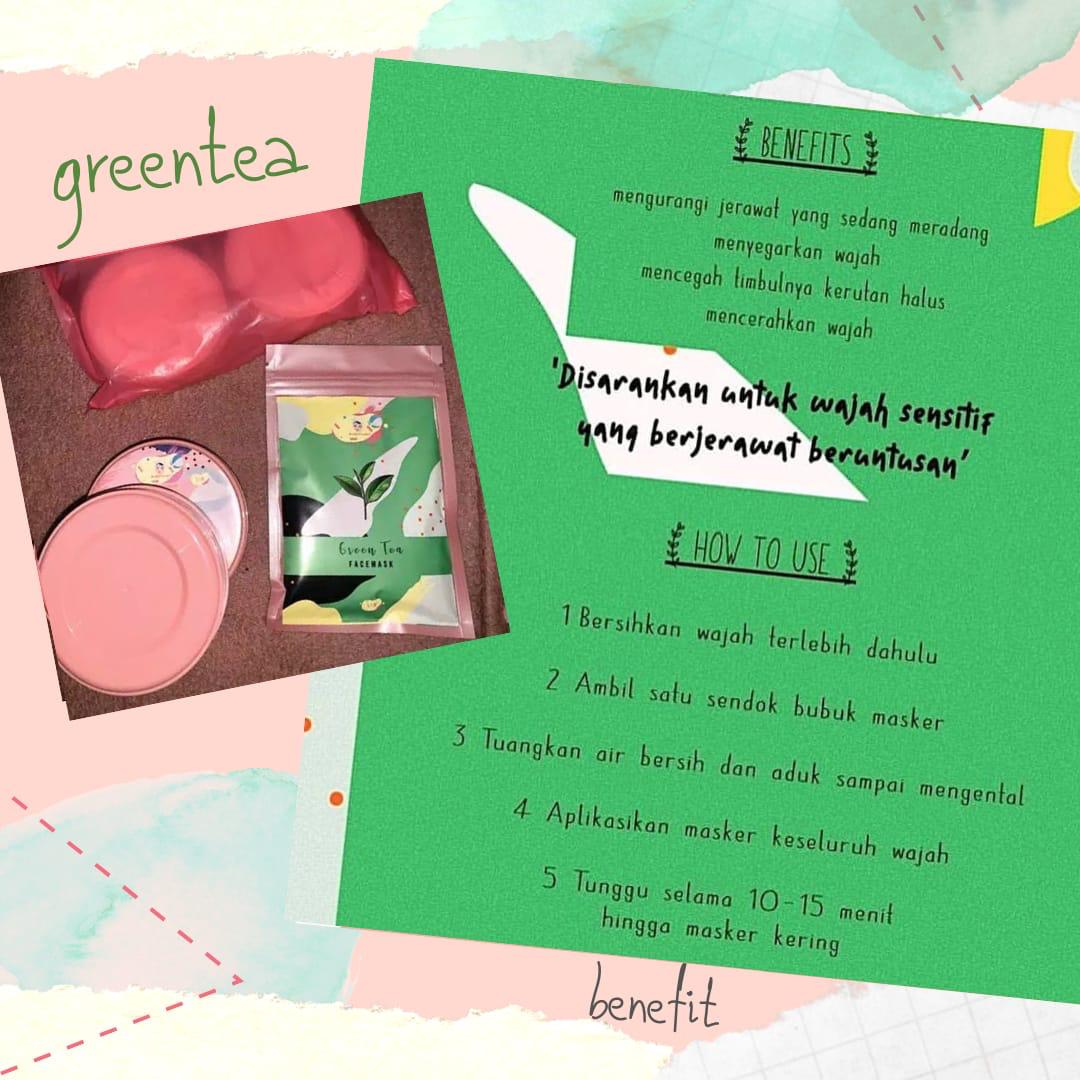 greentea
Green Tea
FACEMASK
BENEFITS
mengurangi jerawat yang sedang meradang
menyegarkan wajah
mencegah timbulnya kerutan halus
mencerahkan wajah
'Disarankan untuk wajah sensitif
yang berjerawat beruntusan'
HOW TO USE
1 Bersihkan wajah terlebih dahulu
2 Ambil satu sendok bubuk masker
3 Tuangkan air bersih dan aduk sampai mengental
4 Aplikasikan masker keseluruh wajah
5 Tunggu selama 10-15 menit
hingga masker kering
benefit